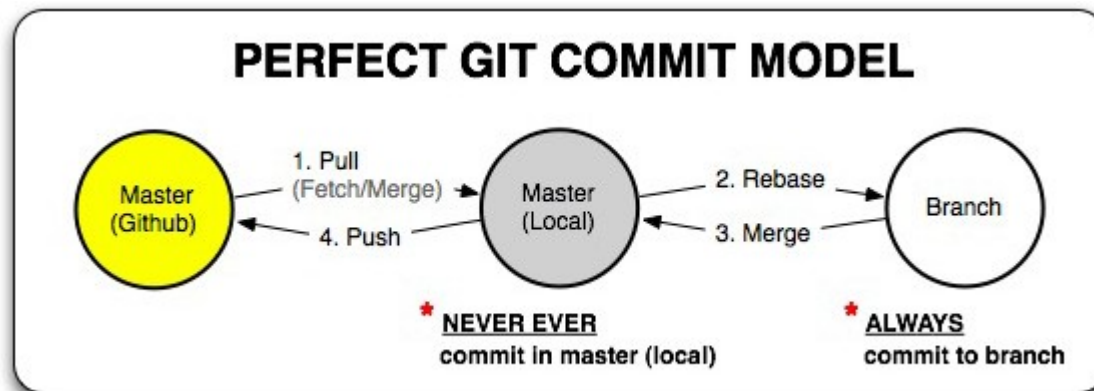 PERFECT GIT COMMIT MODEL
Master
(Github)
1. Pull
(Fetch/Merge)
4. Push
Master
(Local)
2. Rebase
3. Merge
Branch
* NEVER EVER
commit in master (local)
* ALWAYS
commit to branch